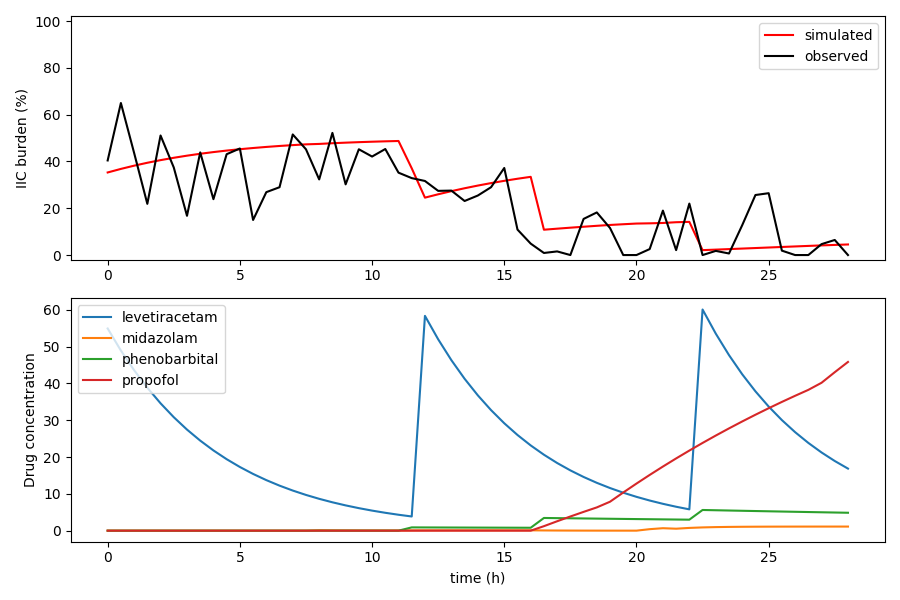 100
80
60
40
20
0
IIC burden (%)
simulated
observed
0 5 10 15 20 25
60
50
40
30
20
10
0
Drug concentration
levetiracetam
midazolam
phenobarbital
propofol
0 5 10 15 20 25
time (h)